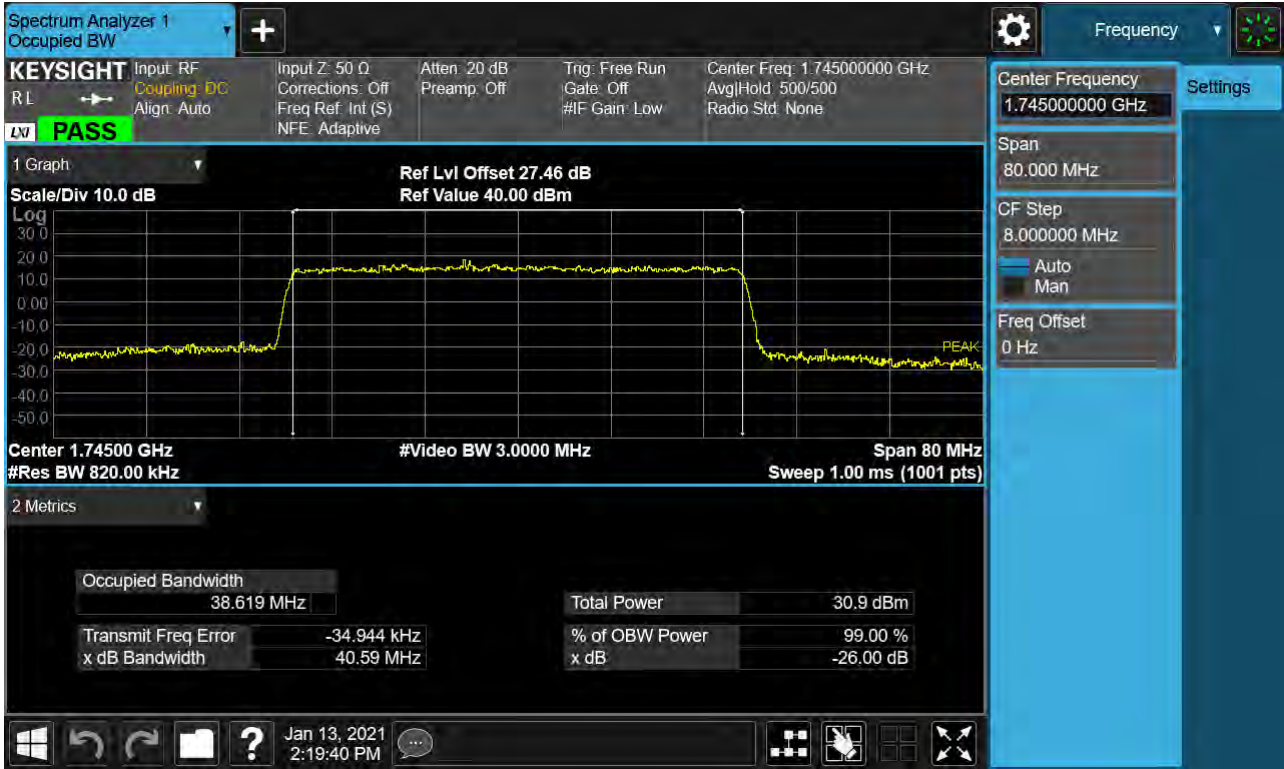 Spectrum Analyzer 1
Occupied BW
+
Frequency
KEYSIGHT
RL
LXI
PASS
Input: RF
Coupling: DC
Align: Auto
Input Z: 50 Ω
Corrections: Off
Freq Ref: Int (S)
NFE: Adaptive
Atten: 20 dB
Preamp: Off
Trig: Free Run
Gate: Off
#IF Gain: Low
Center Freq: 1.745000000 GHz
Avg|Hold: 500/500
Radio Std: None
Center Frequency
1.745000000 GHz
Settings
Span
80.000 MHz
CF Step
8.000000 MHz
Auto
Man
Freq Offset
0 Hz
1 Graph
Scale/Div 10.0 dB
Ref Lvl Offset 27.46 dB
Ref Value 40.00 dBm
Log
30.0
20.0
10.0
0.00
-10.0
-20.0
-30.0
-40.0
-50.0
PEAK
Center 1.74500 GHz
#Res BW 820.00 kHz
#Video BW 3.0000 MHz
Span 80 MHz
Sweep 1.00 ms (1001 pts)
2 Metrics
Occupied Bandwidth
38.619 MHz
Total Power 30.9 dBm
Transmit Freq Error -34.944 kHz
% of OBW Power 99.00 %
x dB Bandwidth 40.59 MHz
x dB -26.00 dB
?
Jan 13, 2021
2:19:40 PM